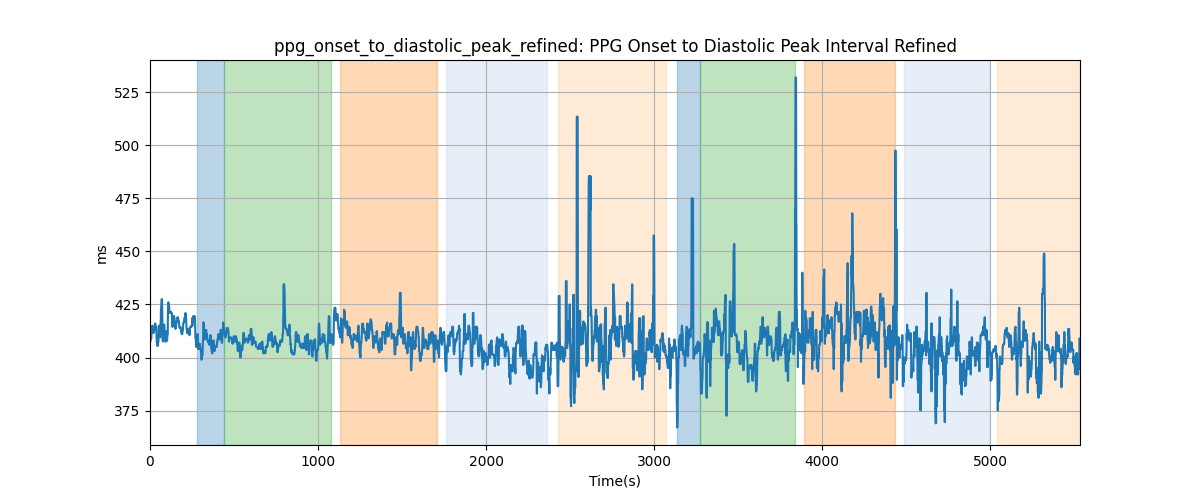 ppg_onset_to_diastolic_peak_refined: PPG Onset to Diastolic Peak Interval Refined
525
500
475
450
425
400
375
ms
0 1000 2000 3000 4000 5000
Time(s)